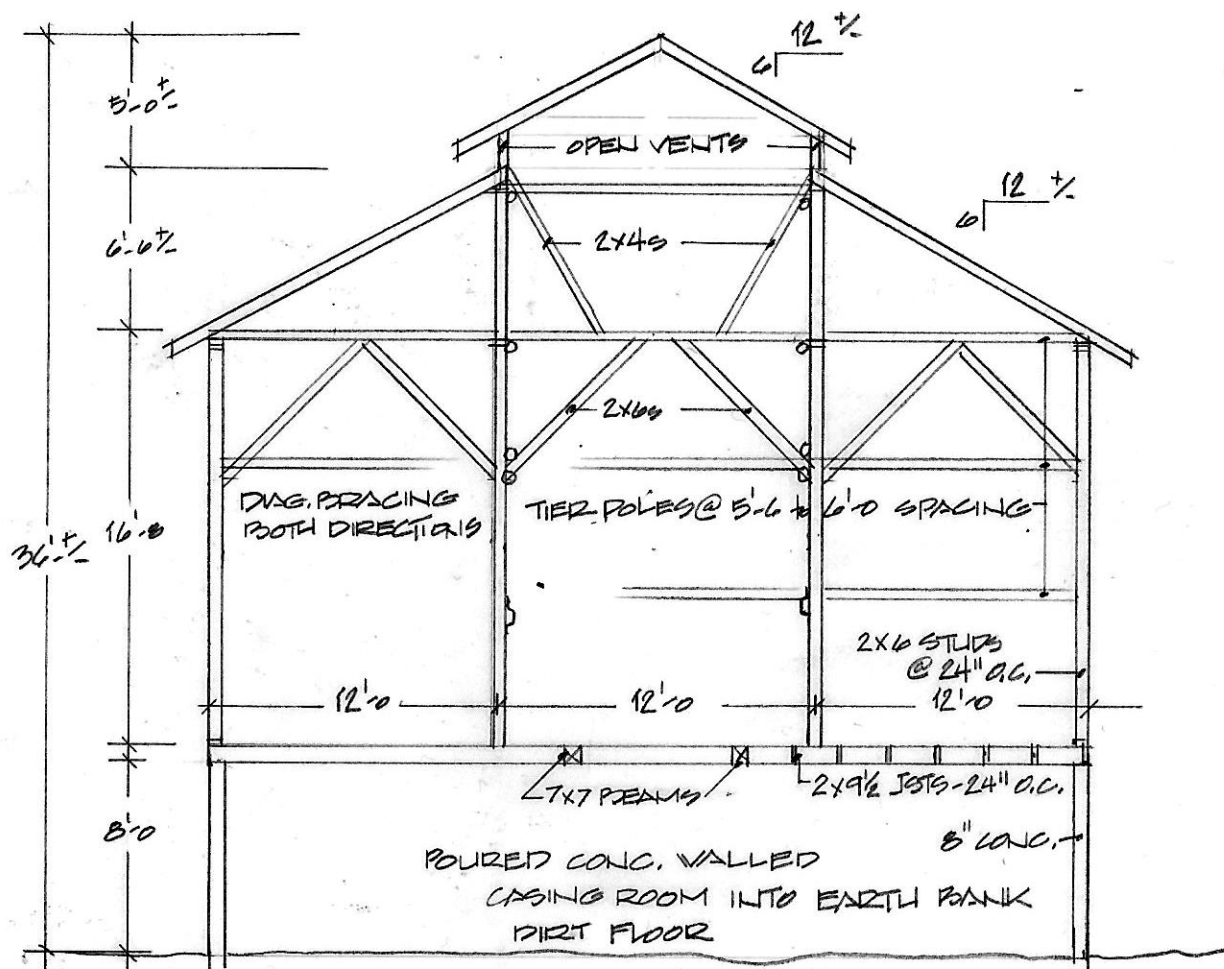 12 +/-
6
5'-0 +/-
OPEN VENTS
12 +/-
6
6'-6 +/-
2X4s
2X6s
DIAG. BRACING
BOTH DIRECTIONS
TIER POLES @ 5'-6 to 6'-0 SPACING
16'-8
36' +/-
2X6 STUDS
@ 24" O.C.
12'-0
12'-0
12'-0
7X7 BEAMS
2X9½ JSTS-24" O.C.
8'-0
8" CONC.
POURED CONC. WALLED
CASING ROOM INTO EARTH BANK
DIRT FLOOR